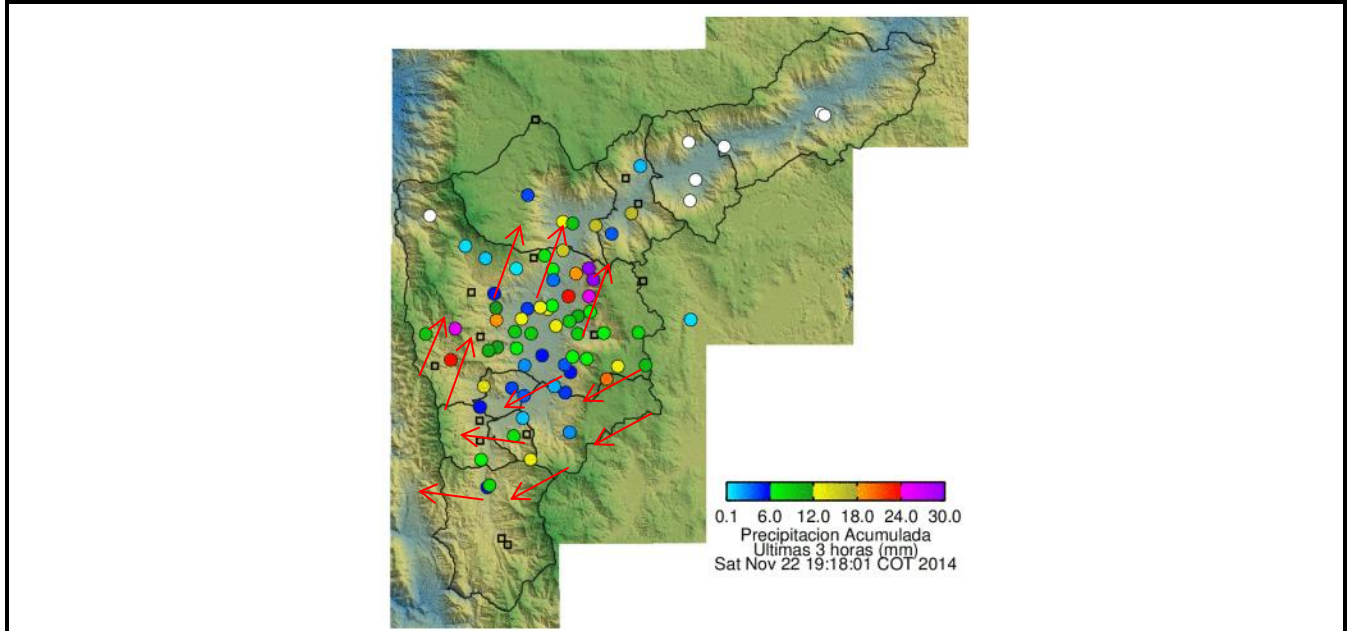 0.1 6.0 12.0 18.0 24.0 30.0
Precipitacion Acumulada
Ultimas 3 horas (mm)
Sat Nov 22 19:18:01 COT 2014